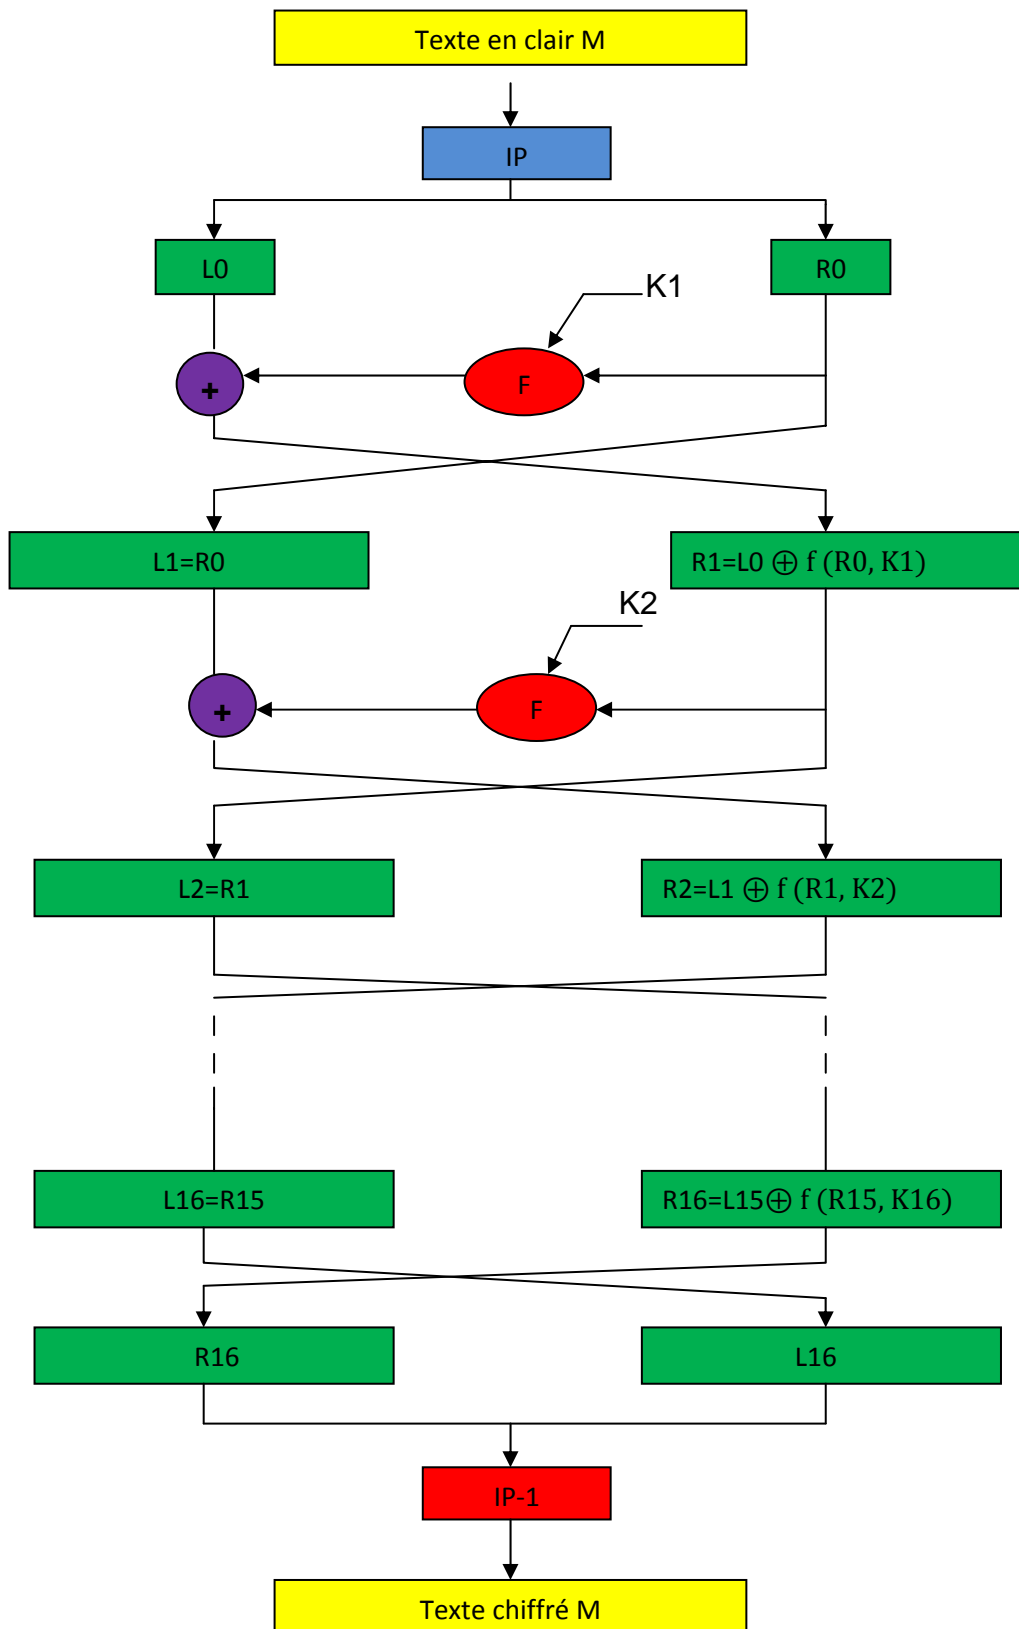 Texte en clair M
IP
L0
R0
K1
+
F
L1=R0
R1=L0 ⊕ f (R0, K1)
K2
+
F
L2=R1
R2=L1 ⊕ f (R1, K2)
L16=R15
R16=L15⊕ f (R15, K16)
R16
L16
IP-1
Texte chiffré M